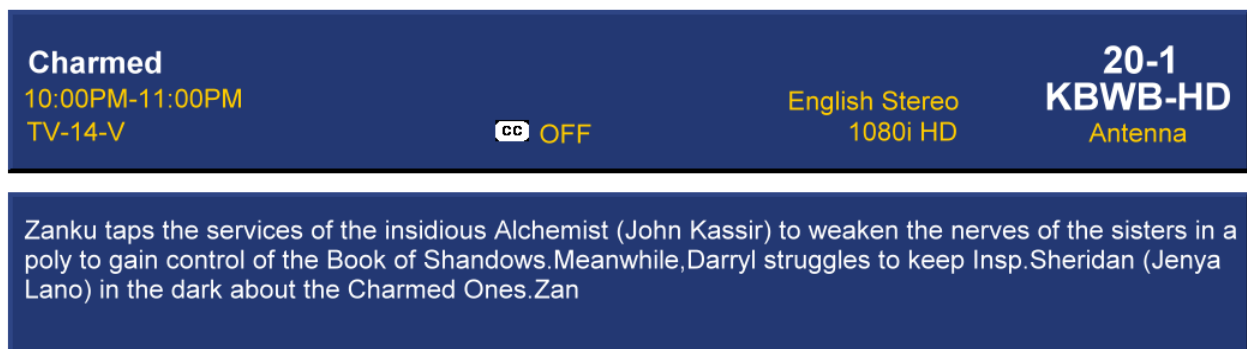 Charmed
10:00PM-11:00PM
TV-14-V
CC OFF
English Stereo
1080i HD
20-1
KBWB-HD
Antenna
Zanku taps the services of the insidious Alchemist (John Kassir) to weaken the nerves of the sisters in a
poly to gain control of the Book of Shandows.Meanwhile,Darryl struggles to keep Insp.Sheridan (Jenya
Lano) in the dark about the Charmed Ones.Zan